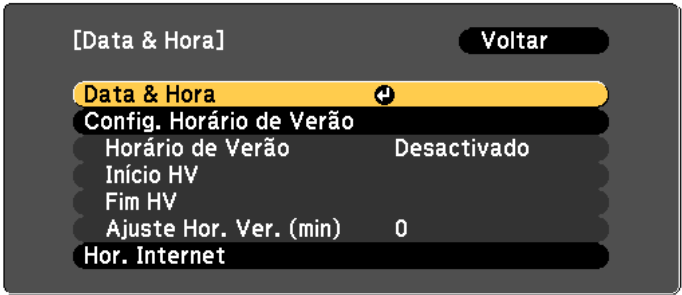 [Data & Hora] Voltar
Data & Hora
Config. Horário de Verão
Horário de Verão Desactivado
Início HV
Fim HV
Ajuste Hor. Ver. (min) 0
Hor. Internet